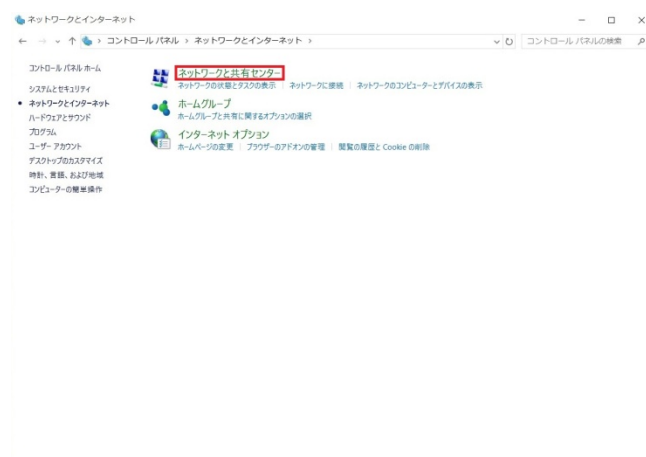 ネットワークとインターネット
コントロール パネル > ネットワークとインターネット >
コントロール パネルの検索
コントロール パネル ホーム
システムとセキュリティ
ネットワークとインターネット
ハードウェアとサウンド
プログラム
ユーザー アカウント
デスクトップのカスタマイズ
時計、言語、および地域
コンピューターの簡単操作
ネットワークと共有センター
ネットワークの状態とタスクの表示 | ネットワークに接続 | ネットワークのコンピューターとデバイスの表示
ホームグループ
ホームグループと共有に関するオプションの選択
インターネット オプション
ホームページの変更 | ブラウザーのアドオンの管理 | 閲覧の履歴と Cookie の削除